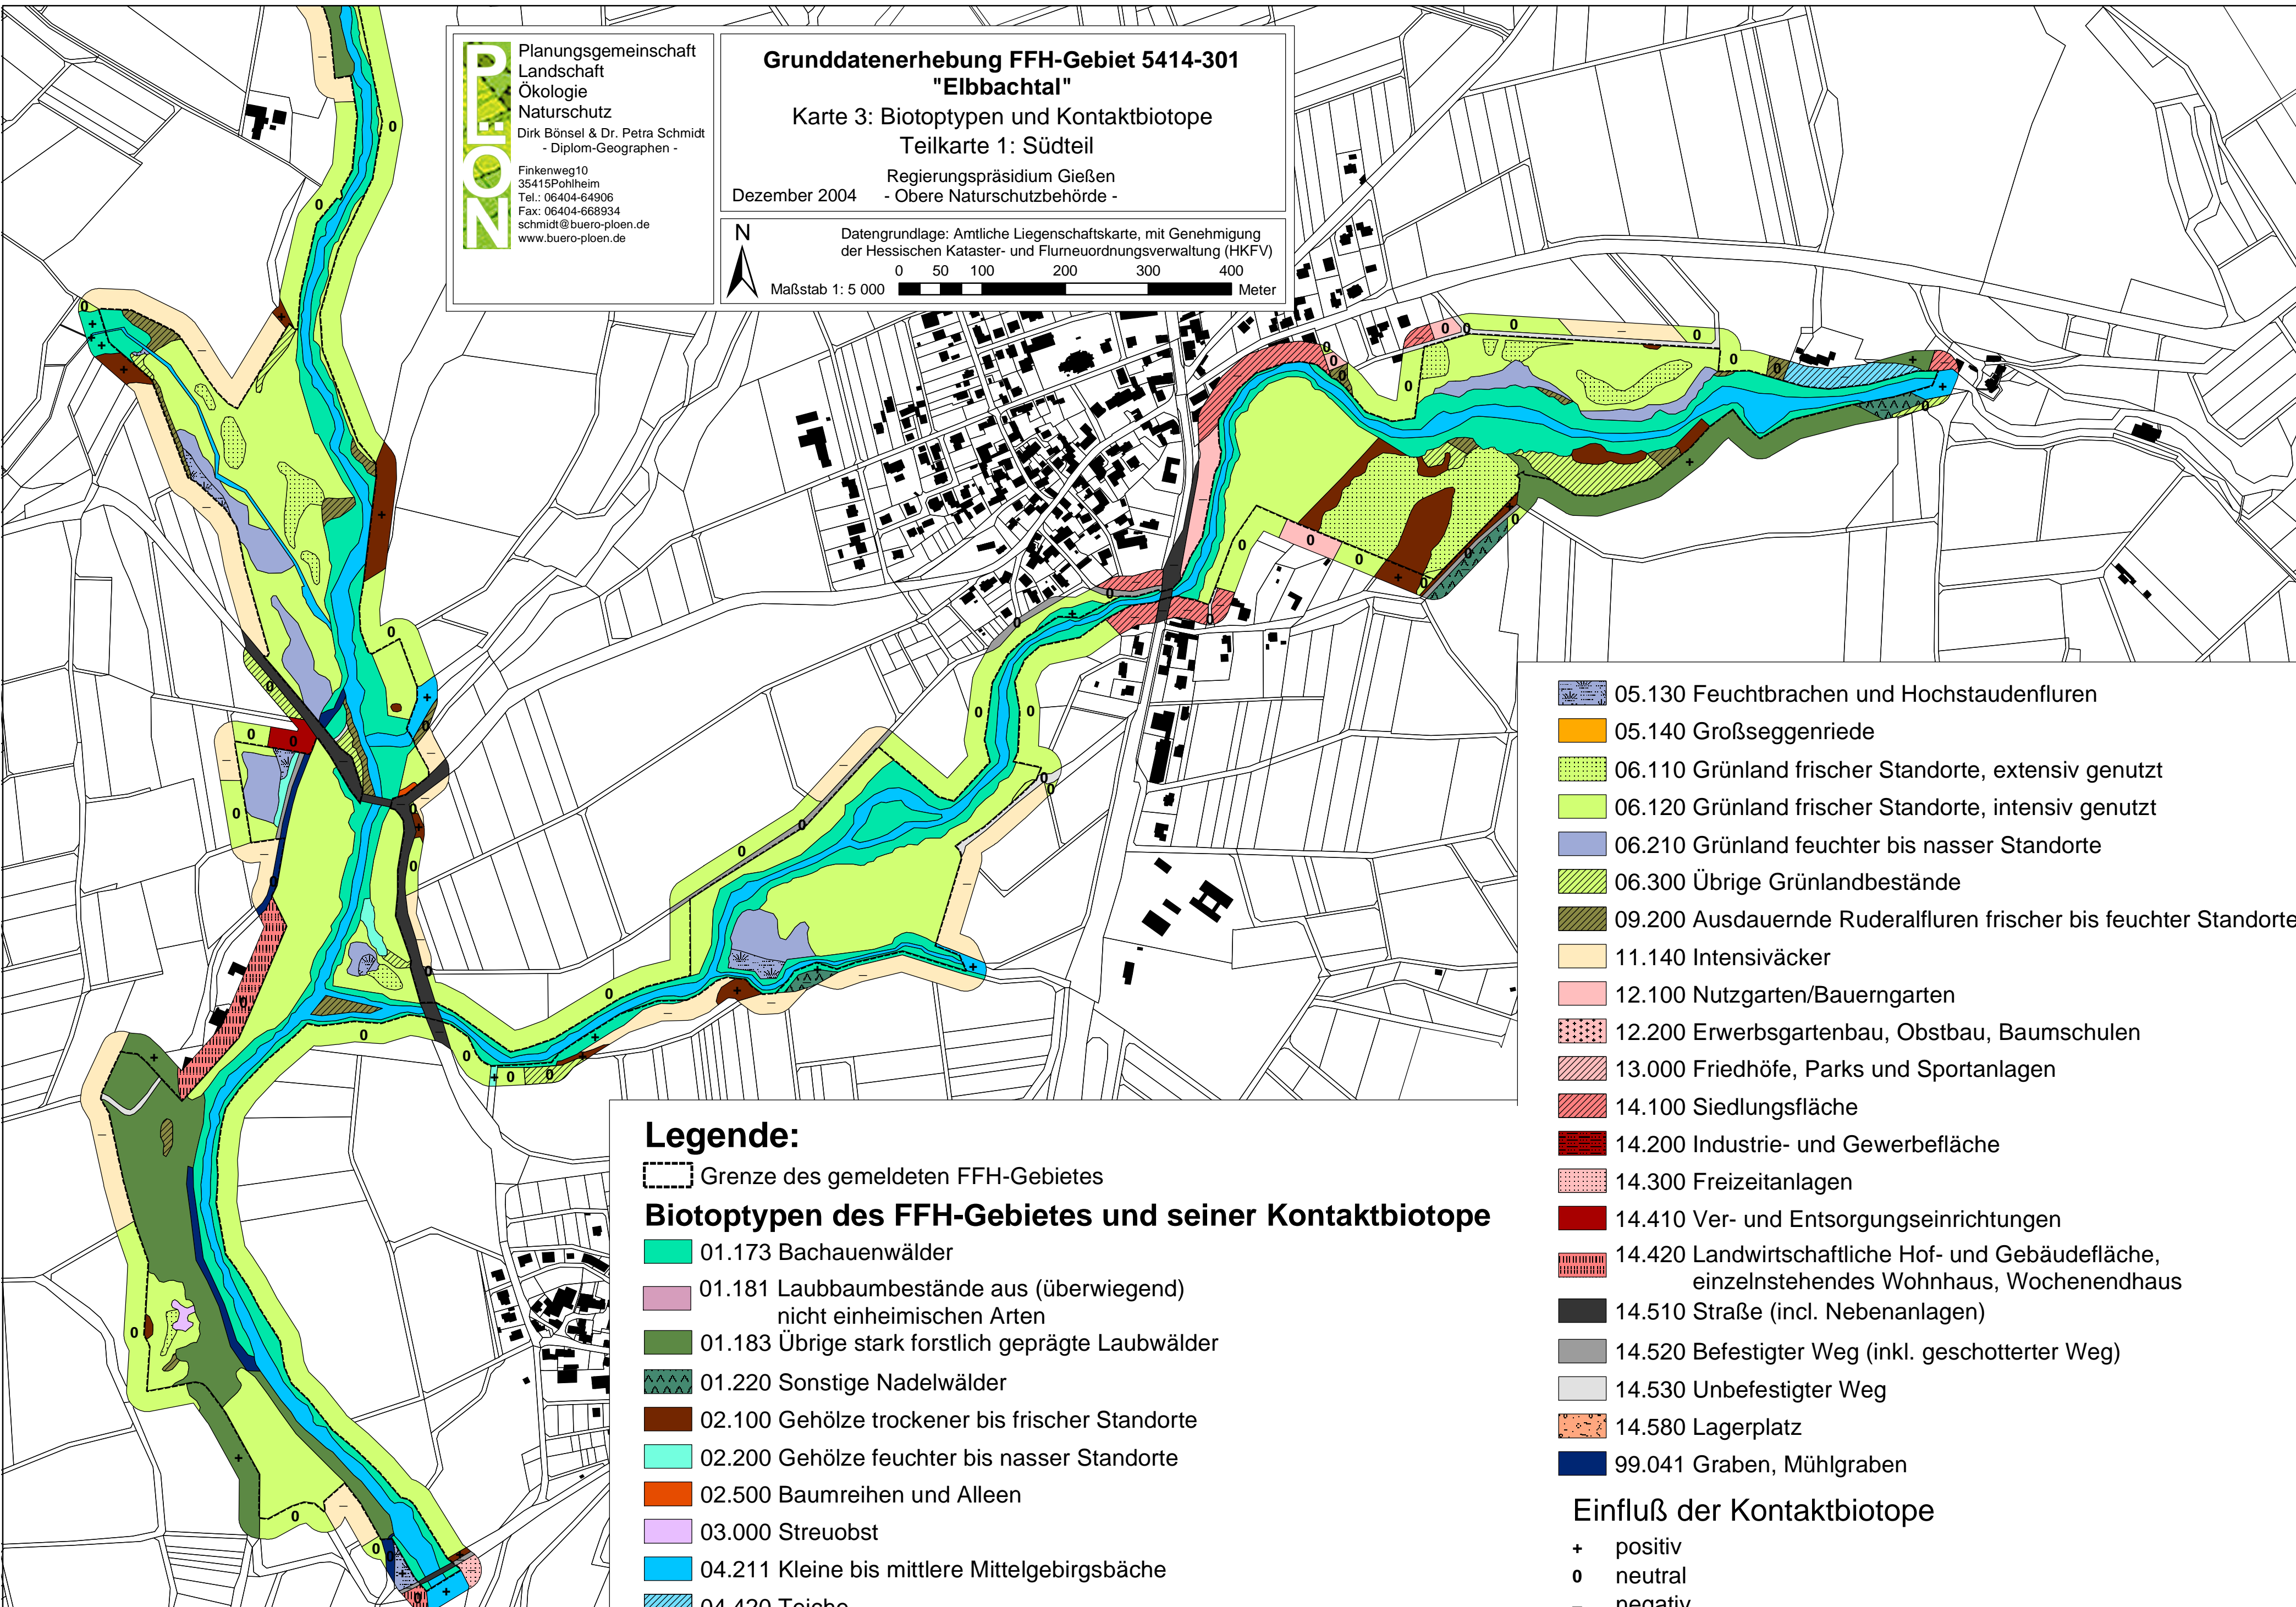 PLÖN
Planungsgemeinschaft
Landschaft
Ökologie
Naturschutz
Dirk Bönsel & Dr. Petra Schmidt
- Diplom-Geographen -
Finkenweg10
35415Pohlheim
Tel.: 06404-64906
Fax: 06404-668934
schmidt@buero-ploen.de
www.buero-ploen.de
Grunddatenerhebung FFH-Gebiet 5414-301
"Elbbachtal"
Karte 3: Biotoptypen und Kontaktbiotope
Teilkarte 1: Südteil
Regierungspräsidium Gießen
Dezember 2004 - Obere Naturschutzbehörde -
N
Datengrundlage: Amtliche Liegenschaftskarte, mit Genehmigung
der Hessischen Kataster- und Flurneuordnungsverwaltung (HKFV)
0 50 100 200 300 400
Maßstab 1: 5 000 Meter
Legende:
Grenze des gemeldeten FFH-Gebietes
Biotoptypen des FFH-Gebietes und seiner Kontaktbiotope
01.173 Bachauenwälder
01.181 Laubbaumbestände aus (überwiegend)
nicht einheimischen Arten
01.183 Übrige stark forstlich geprägte Laubwälder
01.220 Sonstige Nadelwälder
02.100 Gehölze trockener bis frischer Standorte
02.200 Gehölze feuchter bis nasser Standorte
02.500 Baumreihen und Alleen
03.000 Streuobst
04.211 Kleine bis mittlere Mittelgebirgsbäche
04.420 Teiche
05.130 Feuchtbrachen und Hochstaudenfluren
05.140 Großseggenriede
06.110 Grünland frischer Standorte, extensiv genutzt
06.120 Grünland frischer Standorte, intensiv genutzt
06.210 Grünland feuchter bis nasser Standorte
06.300 Übrige Grünlandbestände
09.200 Ausdauernde Ruderalfluren frischer bis feuchter Standorte
11.140 Intensiväcker
12.100 Nutzgarten/Bauerngarten
12.200 Erwerbsgartenbau, Obstbau, Baumschulen
13.000 Friedhöfe, Parks und Sportanlagen
14.100 Siedlungsfläche
14.200 Industrie- und Gewerbefläche
14.300 Freizeitanlagen
14.410 Ver- und Entsorgungseinrichtungen
14.420 Landwirtschaftliche Hof- und Gebäudefläche,
einzelnstehendes Wohnhaus, Wochenendhaus
14.510 Straße (incl. Nebenanlagen)
14.520 Befestigter Weg (inkl. geschotterter Weg)
14.530 Unbefestigter Weg
14.580 Lagerplatz
99.041 Graben, Mühlgraben
Einfluß der Kontaktbiotope
+ positiv
0 neutral
– negativ